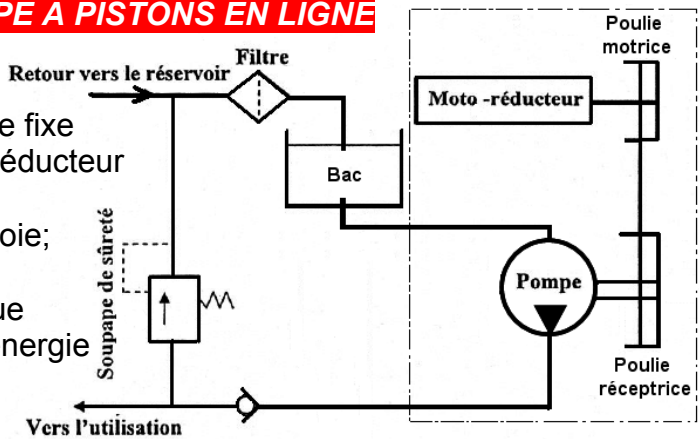 PE A PISTONS EN LIGNE
Poulie
motrice
Filtre
Retour vers le réservoir
Moto -réducteur
e fixe
éducteur
Bac
oie;
Soupape de sûreté
ue
nergie
Pompe
Poulie
réceptrice
Vers l'utilisation